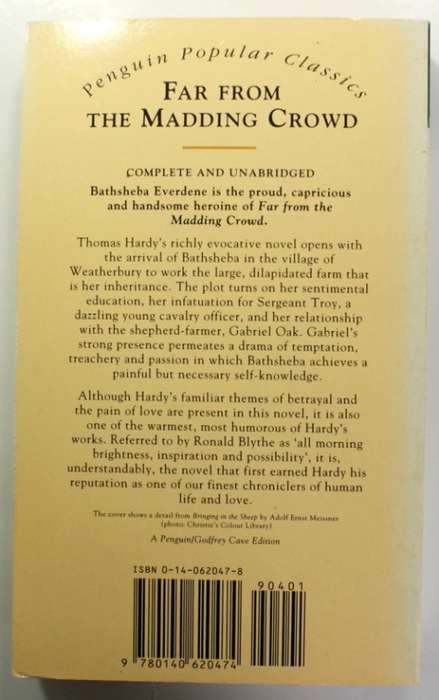 Penguin Popular Classics
FAR FROM
THE MADDING CROWD
COMPLETE AND UNABRIDGED
Bathsheba Everdene is the proud, capricious
and handsome heroine of Far from the
Madding Crowd.
Thomas Hardy's richly evocative novel opens with
the arrival of Bathsheba in the village of
Weatherbury to work the large, dilapidated farm that
is her inheritance. The plot turns on her sentimental
education, her infatuation for Sergeant Troy, a
dazzling young cavalry officer, and her relationship
with the shepherd-farmer, Gabriel Oak. Gabriel's
strong presence permeates a drama of temptation,
treachery and passion in which Bathsheba achieves a
painful but necessary self-knowledge.
Although Hardy's familiar themes of betrayal and
the pain of love are present in this novel, it is also
one of the warmest, most humorous of Hardy's
works. Referred to by Ronald Blythe as 'all morning
brightness, inspiration and possibility', it is,
understandably, the novel that first earned Hardy his
reputation as one of our finest chroniclers of human
life and love.
The cover shows a detail from Bringing in the Sheep by Adolf Ernst Meissner
(photo: Christie's Colour Library)
A Penguin/Godfrey Cave Edition
ISBN 0-14-062047-8
90401
9 780140 620474